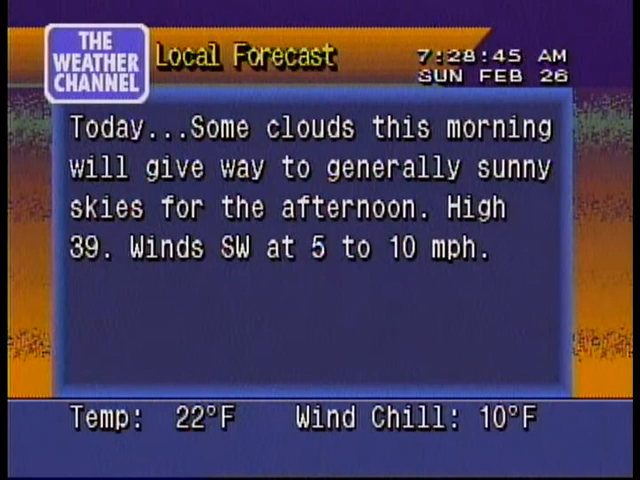 THE
WEATHER
CHANNEL
Local Forecast
7:28:45 AM
SUN FEB 26
Today...Some clouds this morning
will give way to generally sunny
skies for the afternoon. High
39. Winds SW at 5 to 10 mph.
Temp: 22°F Wind Chill: 10°F